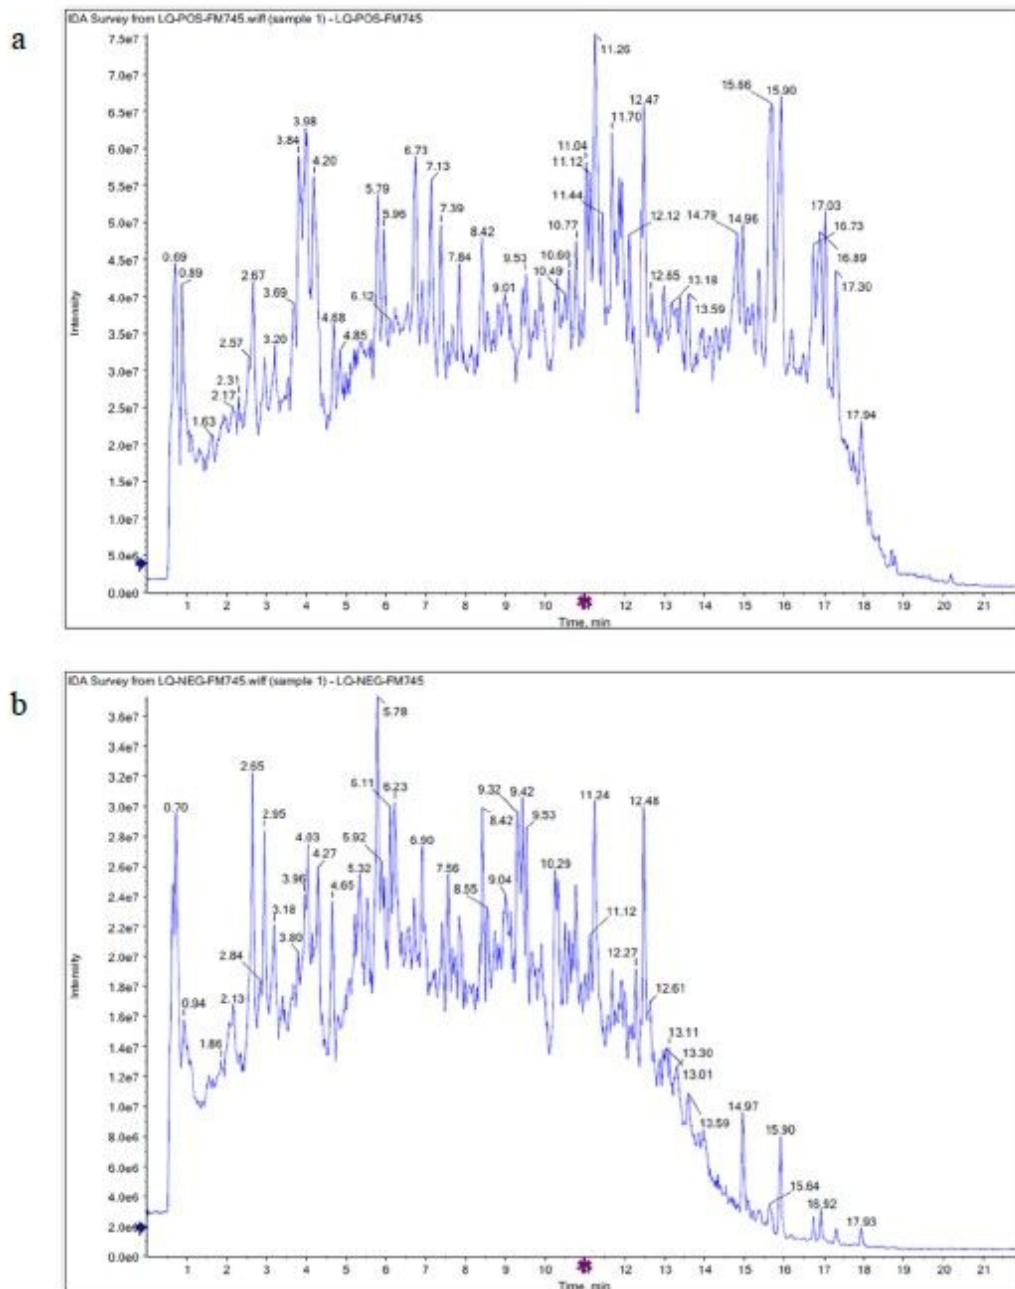 a
IDA Survey from LQ-POS-FM745.wiff (sample 1) - LQ-POS-FM745
7.5e7
7.0e7
6.5e7
6.0e7
5.5e7
5.0e7
4.5e7
4.0e7
3.5e7
3.0e7
2.5e7
2.0e7
1.5e7
1.0e7
5.0e6
0.0e0
Intensity
11.26
3.98
3.84
4.20
6.73
7.13
11.04
11.70
12.47
15.66
15.90
11.12
5.79
5.96
7.39
11.44
12.12
14.79
14.96
17.03
16.73
0.69
0.89
2.67
8.42
7.84
9.53
10.77
10.60
10.49
16.89
17.30
3.69
6.12
9.01
12.65
13.18
13.59
4.68
4.85
2.57
3.20
2.31
2.17
1.63
17.94
1 2 3 4 5 6 7 8 9 10 12 13 14 15 16 17 18 19 20 21
Time, min
b
IDA Survey from LQ-NEG-FM745.wiff (sample 1) - LQ-NEG-FM745
3.6e7
3.4e7
3.2e7
3.0e7
2.8e7
2.6e7
2.4e7
2.2e7
2.0e7
1.8e7
1.6e7
1.4e7
1.2e7
1.0e7
8.0e6
6.0e6
4.0e6
2.0e6
0.0e0
Intensity
5.78
2.65
0.70
2.95
6.11
6.23
9.32
9.42
8.42
9.53
11.24
12.48
4.03
4.27
5.92
6.90
3.96
4.65
5.32
7.56
8.55
9.04
10.29
3.18
3.80
11.12
2.84
12.27
0.94
2.13
12.61
1.86
13.11
13.30
13.01
13.59
14.97
15.90
15.64
16.92
17.93
1 2 3 4 5 6 7 8 9 10 12 13 14 15 16 17 18 19 20 21
Time, min